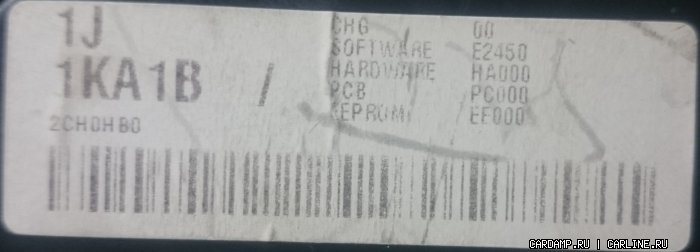 1J
1KA1B /
2CH0HB0
CHG 00
SOFTWARE E2450
HARDWARE HA000
PCB PC000
EEPROM EF000
CARDAMP.RU | CARLINE.RU